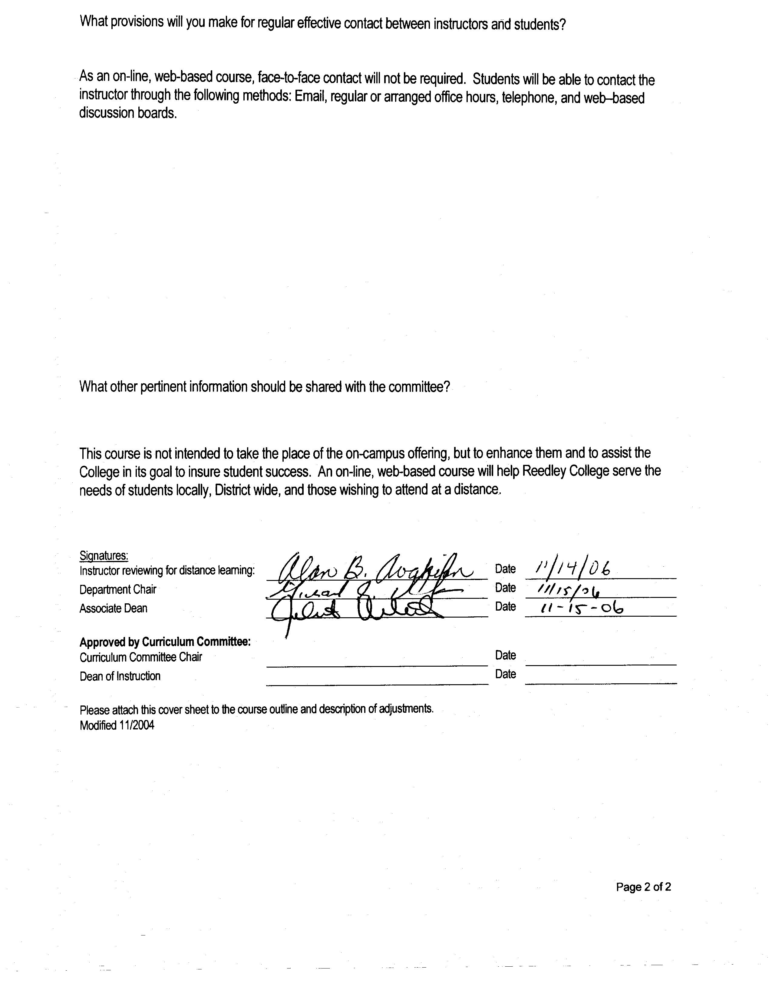 What provisions will you make for regular effective contact between instructors and students?
As an on-line, web-based course, face-to-face contact will not be required. Students will be able to contact the
instructor through the following methods: Email, regular or arranged office hours, telephone, and web–based
discussion boards.
What other pertinent information should be shared with the committee?
This course is not intended to take the place of the on-campus offering, but to enhance them and to assist the
College in its goal to insure student success. An on-line, web-based course will help Reedley College serve the
needs of students locally, District wide, and those wishing to attend at a distance.
Signatures:
Instructor reviewing for distance learning: Alan B. Avakian Date 11/14/06
Department Chair Date 11/15/06
Associate Dean Date 11-15-06
Approved by Curriculum Committee:
Curriculum Committee Chair Date
Dean of Instruction Date
Please attach this cover sheet to the course outline and description of adjustments.
Modified 11/2004
Page 2 of 2